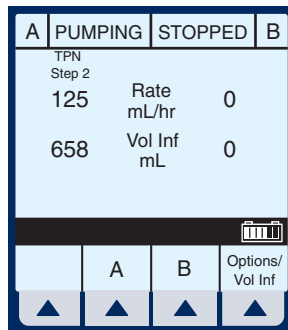 A PUMPING STOPPED B
TPN
Step 2
125 Rate mL/hr 0
658 Vol Inf mL 0
A B Options/ Vol Inf